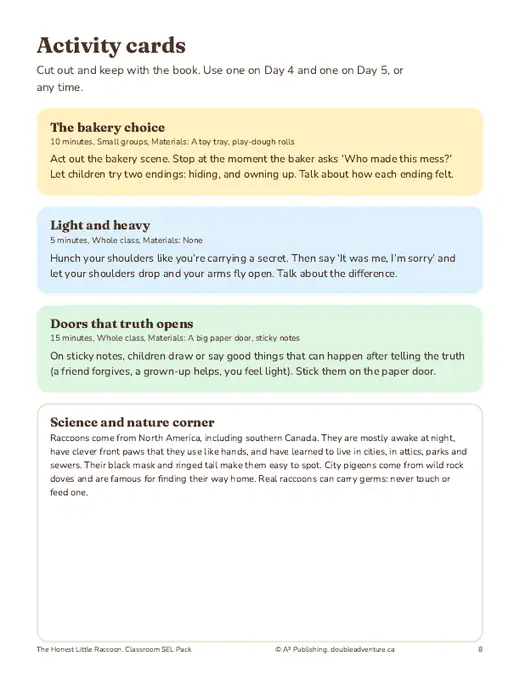 Activity cards
Cut out and keep with the book. Use one on Day 4 and one on Day 5, or
any time.
The bakery choice
10 minutes, Small groups, Materials: A toy tray, play-dough rolls
Act out the bakery scene. Stop at the moment the baker asks 'Who made this mess?'
Let children try two endings: hiding, and owning up. Talk about how each ending felt.
Light and heavy
5 minutes, Whole class, Materials: None
Hunch your shoulders like you're carrying a secret. Then say 'It was me, I'm sorry' and
let your shoulders drop and your arms fly open. Talk about the difference.
Doors that truth opens
15 minutes, Whole class, Materials: A big paper door, sticky notes
On sticky notes, children draw or say good things that can happen after telling the truth
(a friend forgives, a grown-up helps, you feel light). Stick them on the paper door.
Science and nature corner
Raccoons come from North America, including southern Canada. They are mostly awake at night,
have clever front paws that they use like hands, and have learned to live in cities, in attics, parks and
sewers. Their black mask and ringed tail make them easy to spot. City pigeons come from wild rock
doves and are famous for finding their way home. Real raccoons can carry germs: never touch or
feed one.
The Honest Little Raccoon. Classroom SEL Pack
© A² Publishing, doubleadventure.ca
8